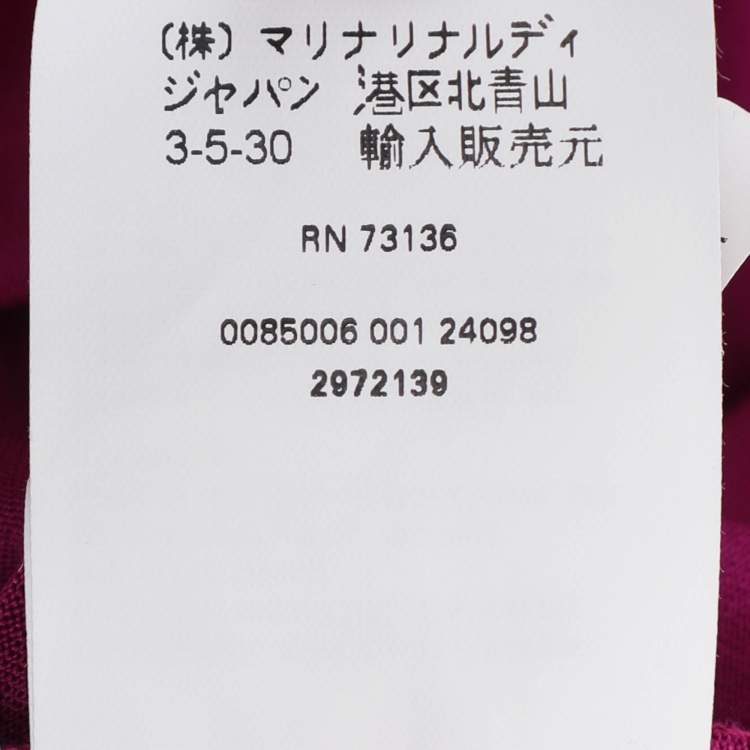 (株) マリナリナルディ
ジャパン 港区北青山
3-5-30 輸入販売元
RN 73136
0085006 001 24098
2972139